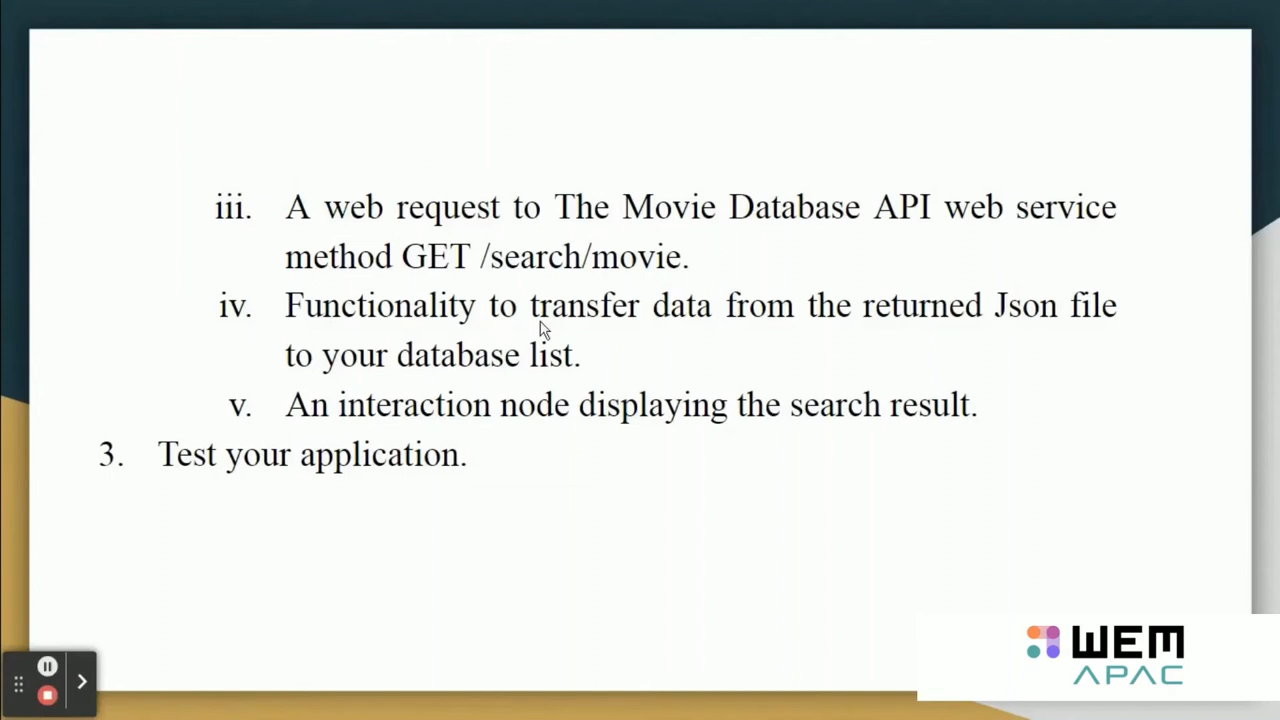 iii. A web request to The Movie Database API web service
method GET /search/movie.
iv. Functionality to transfer data from the returned Json file
to your database list.
v. An interaction node displaying the search result.
3. Test your application.
WEM
APAC